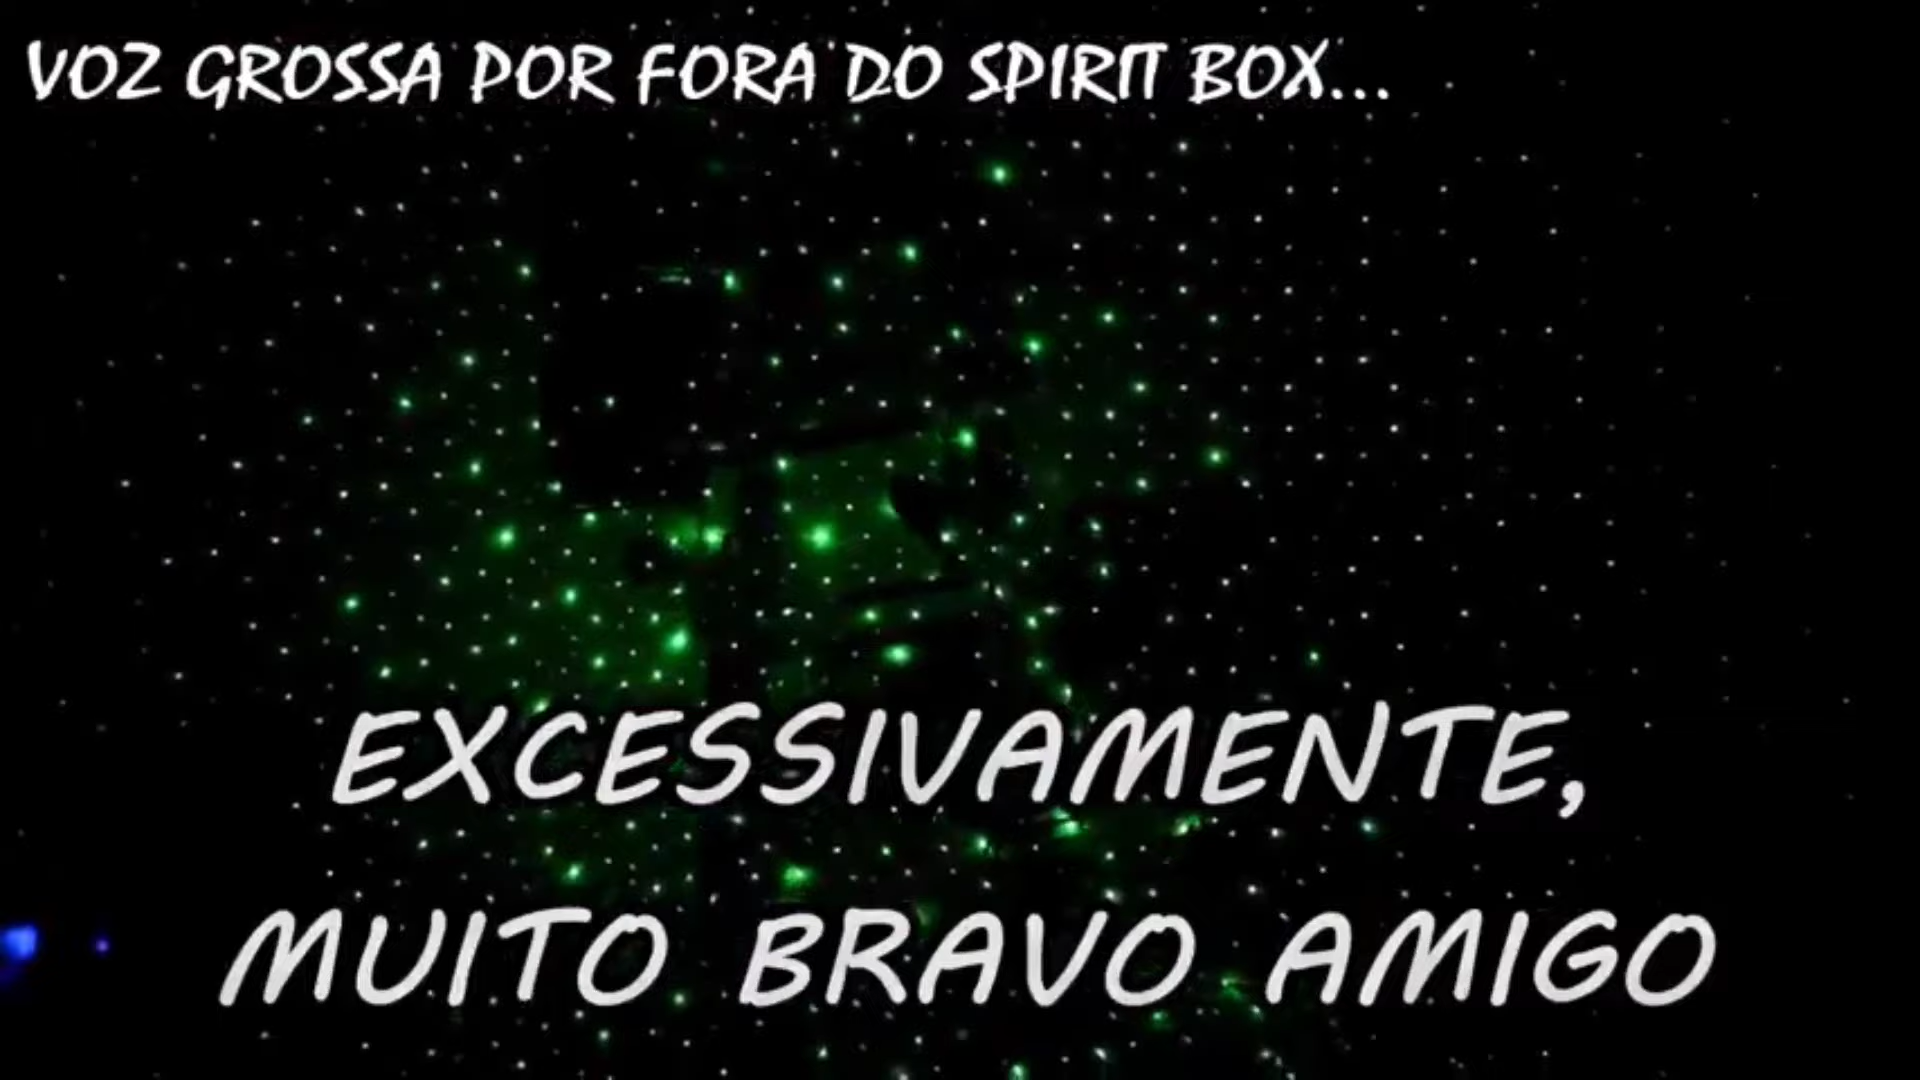 VOZ GROSSA POR FORA DO SPIRIT BOX...
EXCESSIVAMENTE,
MUITO BRAVO AMIGO